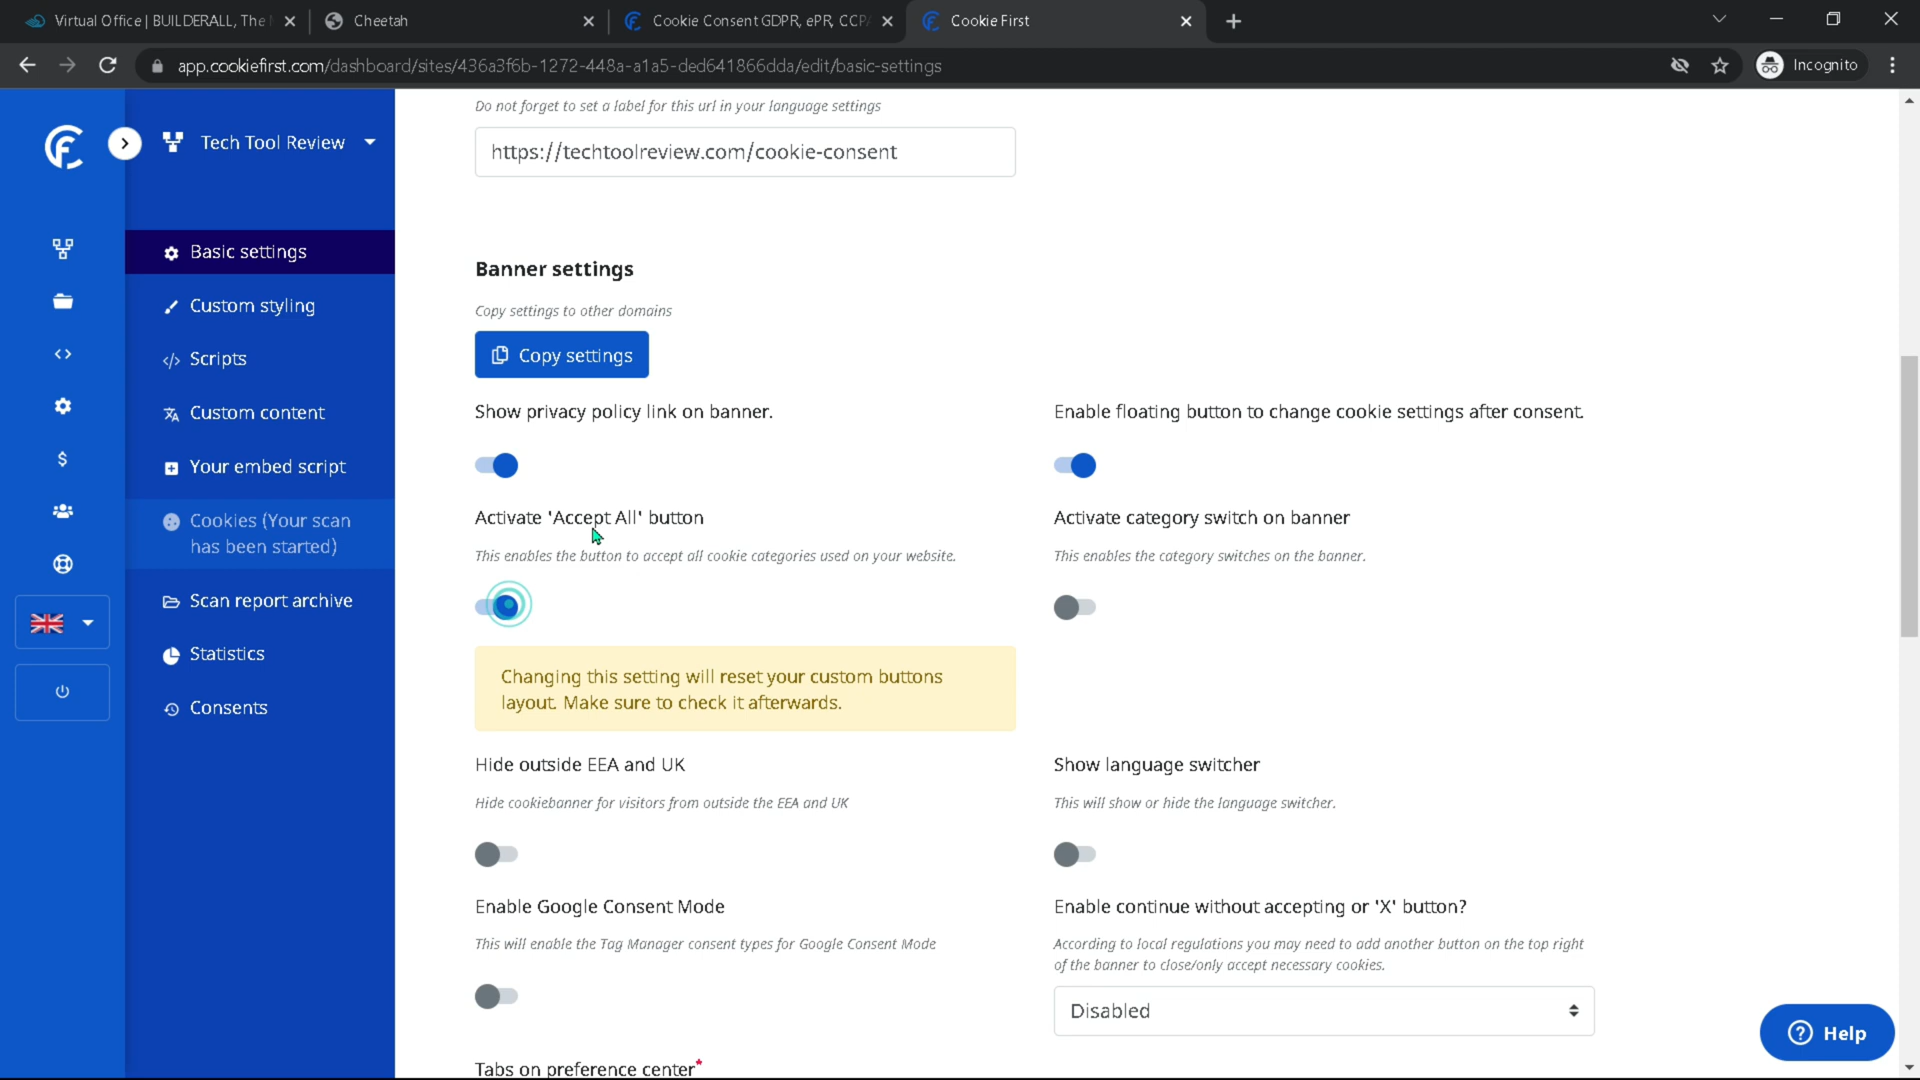 Virtual Office | BUILDERALL, The
Cheetah
Cookie Consent GDPR, ePR, CCP
Cookie First
app.cookiefirst.com/dashboard/sites/436a3f6b-1272-448a-a1a5-ded641866dda/edit/basic-settings
Incognito
Tech Tool Review
Basic settings
Custom styling
Scripts
Custom content
Your embed script
Cookies (Your scan
has been started)
Scan report archive
Statistics
Consents
Do not forget to set a label for this url in your language settings
https://techtoolreview.com/cookie-consent
Banner settings
Copy settings to other domains
Copy settings
Show privacy policy link on banner.
Enable floating button to change cookie settings after consent.
Activate 'Accept All' button
This enables the button to accept all cookie categories used on your website.
Activate category switch on banner
This enables the category switches on the banner.
Changing this setting will reset your custom buttons
layout. Make sure to check it afterwards.
Hide outside EEA and UK
Hide cookiebanner for visitors from outside the EEA and UK
Show language switcher
This will show or hide the language switcher.
Enable Google Consent Mode
This will enable the Tag Manager consent types for Google Consent Mode
Enable continue without accepting or 'X' button?
According to local regulations you may need to add another button on the top right
of the banner to close/only accept necessary cookies.
Disabled
Tabs on preference center*
Help